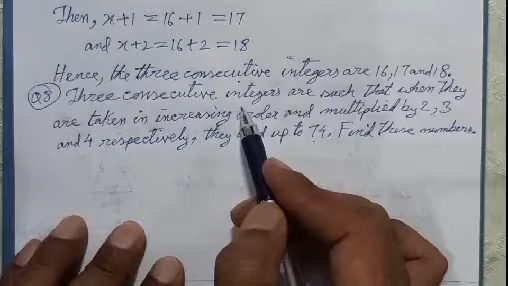 Then, x+1 = 16+1 = 17
and x+2 = 16+2 = 18
Hence, the three consecutive integers are 16, 17 and 18.
Q8 Three consecutive integers are such that when they
are taken in increasing order and multiplied by 2, 3
and 4 respectively, they up to 74. Find these numbers.